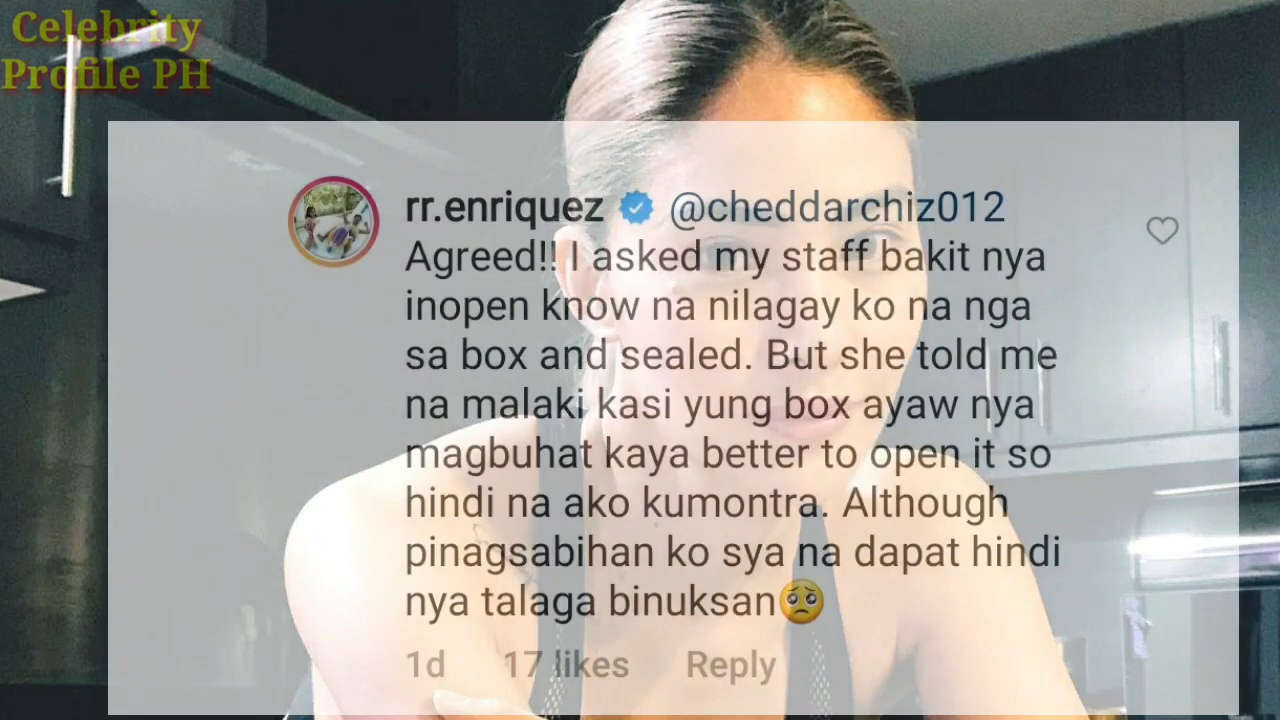 Celebrity
Profile PH
rr.enriquez @cheddarchiz012
Agreed!! I asked my staff bakit nya
inopen know na nilagay ko na nga
sa box and sealed. But she told me
na malaki kasi yung box ayaw nya
magbuhat kaya better to open it so
hindi na ako kumontra. Although
pinagsabihan ko sya na dapat hindi
nya talaga binuksan🥺
1d 17 likes Reply